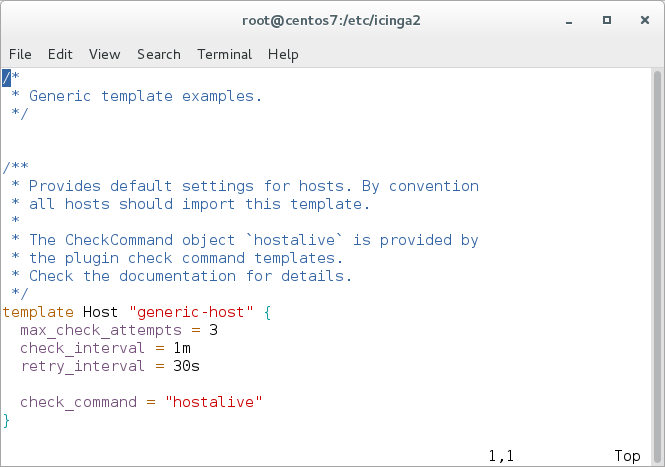 root@centos7:/etc/icinga2
File Edit View Search Terminal Help
/*
 * Generic template examples.
 */
/**
 * Provides default settings for hosts. By convention
 * all hosts should import this template.
 *
 * The CheckCommand object `hostalive` is provided by
 * the plugin check command templates.
 * Check the documentation for details.
 */
template Host "generic-host" {
  max_check_attempts = 3
  check_interval = 1m
  retry_interval = 30s
  check_command = "hostalive"
}
1,1 Top